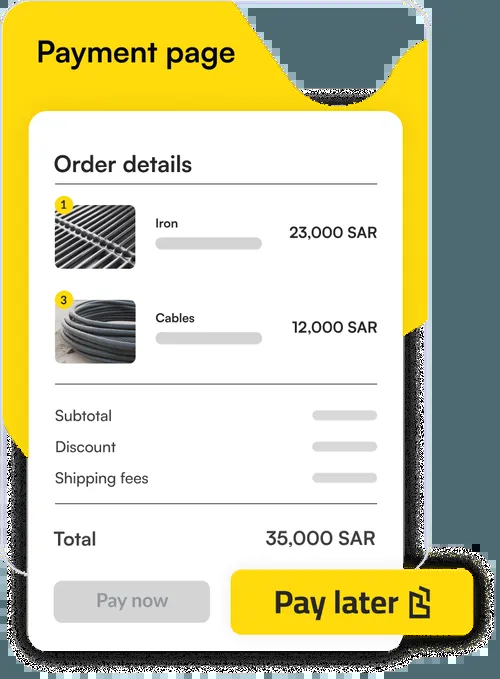 Payment page
Order details
1
Iron
23,000 SAR
3
Cables
12,000 SAR
Subtotal
Discount
Shipping fees
Total
35,000 SAR
Pay now
Pay later